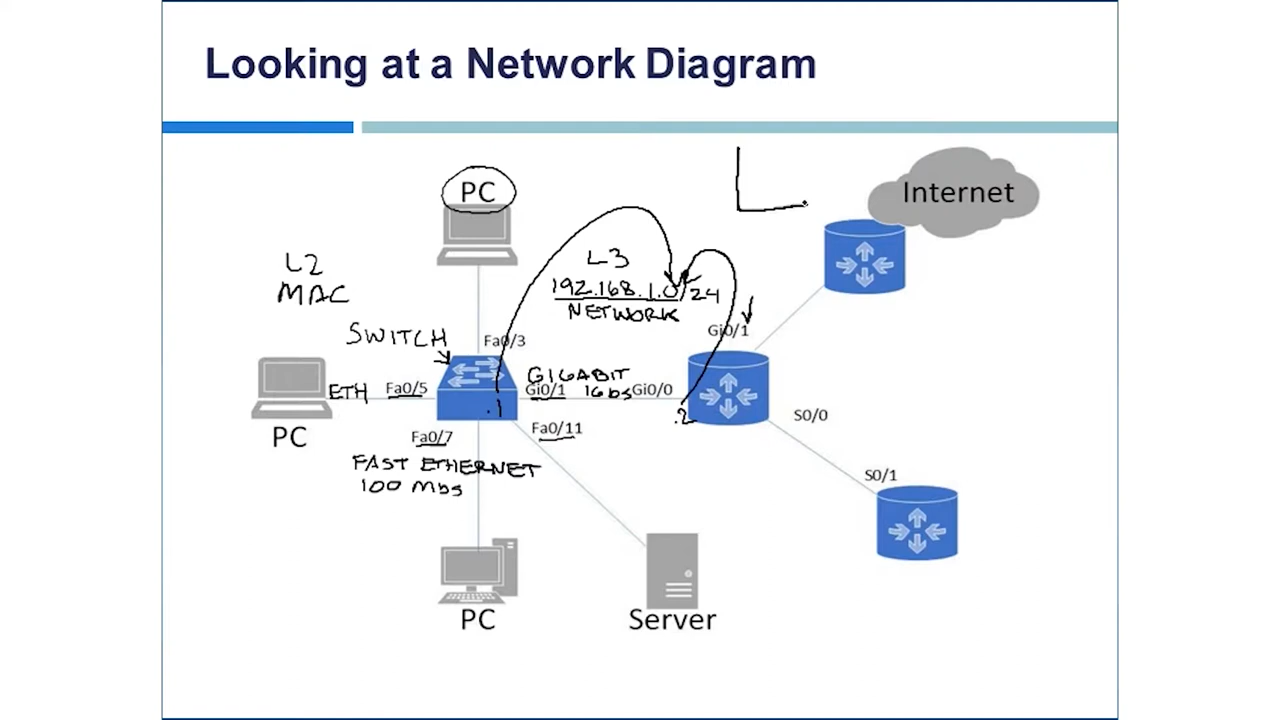 Looking at a Network Diagram
PC
Internet
L3
L2
192.168.1.0/24
MAC
NETWORK
Gi0/1
SWITCH
Fa0/3
GIGABIT
ETH
Fa0/5
Gi0/1
1Gbs
Gi0/0
.1
.2
S0/0
PC
Fa0/7
Fa0/11
FAST ETHERNET
100 Mbs
S0/1
PC
Server